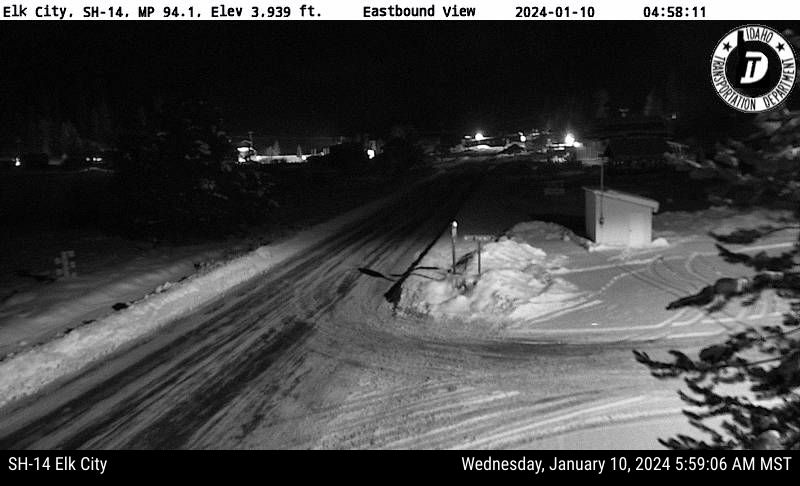 Elk City, SH-14, MP 94.1, Elev 3,939 ft. Eastbound View 2024-01-10 04:58:11
IDAHO
TRANSPORTATION DEPARTMENT
SH-14 Elk City Wednesday, January 10, 2024 5:59:06 AM MST